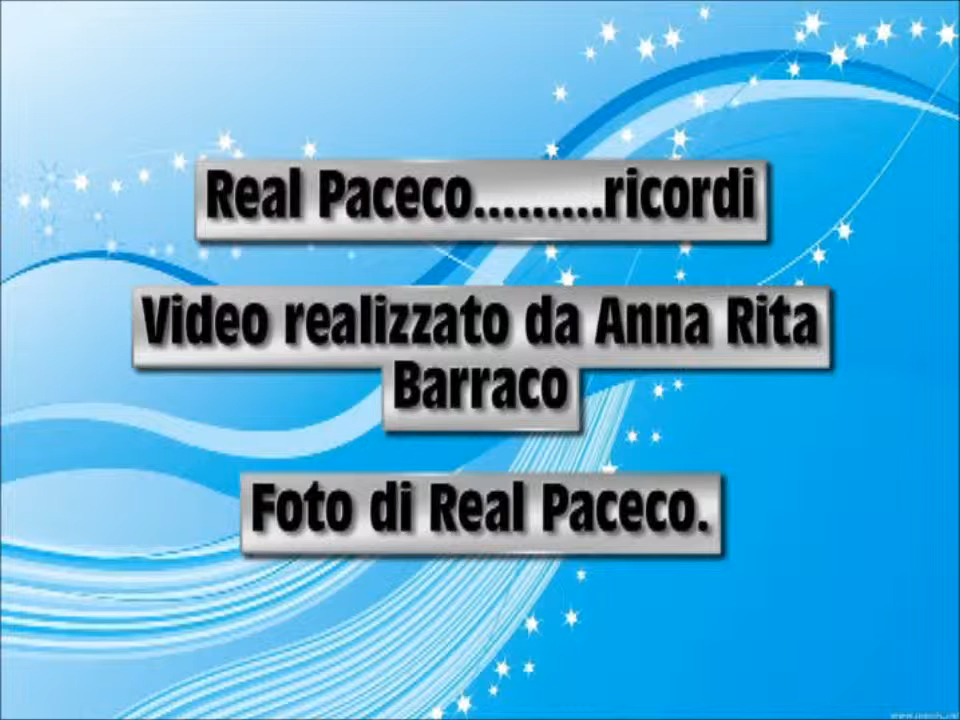 Real Paceco.........ricordi
Video realizzato da Anna Rita
Barraco
Foto di Real Paceco.